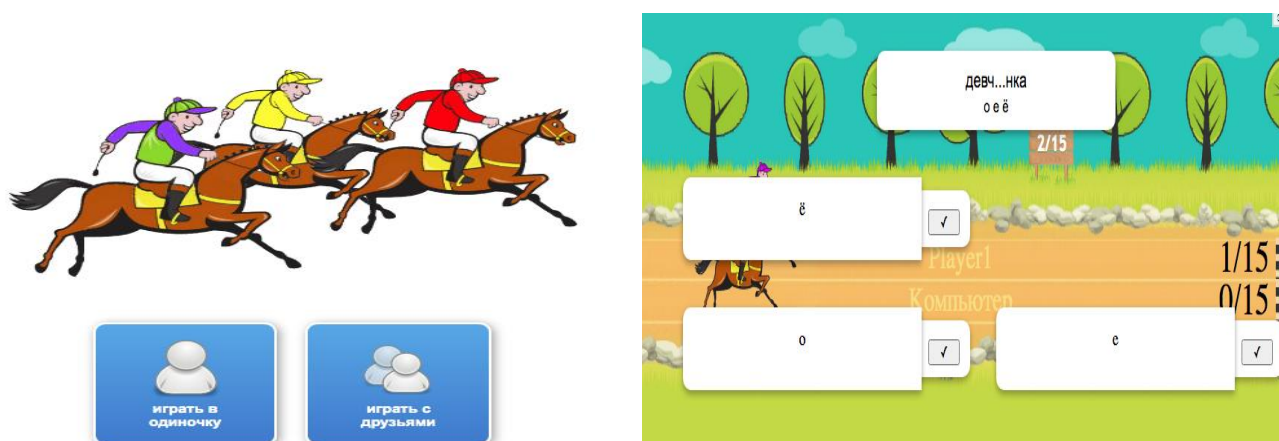 играть в
одиночку
играть с
друзьями
девч...нка
о е ё
2/15
ё
√
Player1
1/15
Компьютер
0/15
о
√
е
√